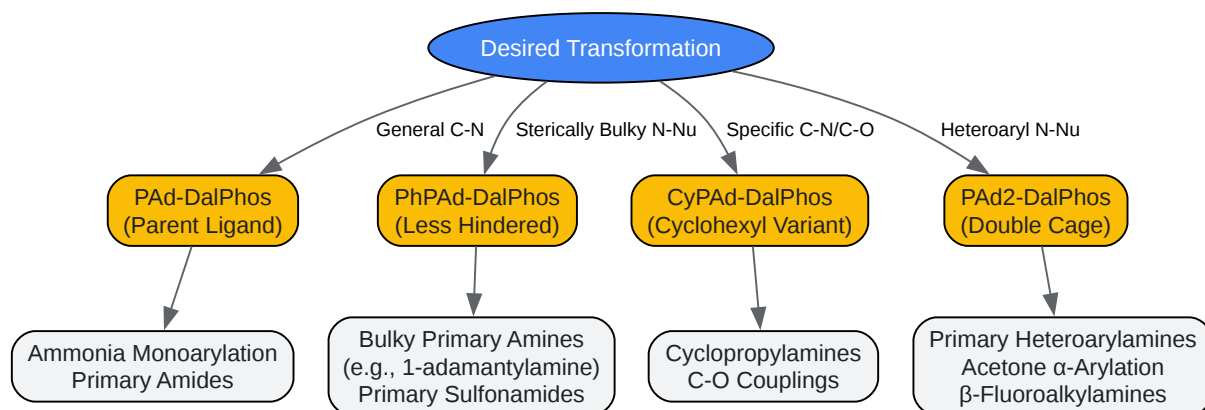 Desired Transformation
General C-N
Sterically Bulky N-Nu
Specific C-N/C-O
Heteroaryl N-Nu
PAd-DalPhos
(Parent Ligand)
PhPAd-DalPhos
(Less Hindered)
CyPAd-DalPhos
(Cyclohexyl Variant)
PAd2-DalPhos
(Double Cage)
Ammonia Monoarylation
Primary Amides
Bulky Primary Amines
(e.g., 1-adamantylamine)
Primary Sulfonamides
Cyclopropylamines
C-O Couplings
Primary Heteroarylamines
Acetone α-Arylation
β-Fluoroalkylamines